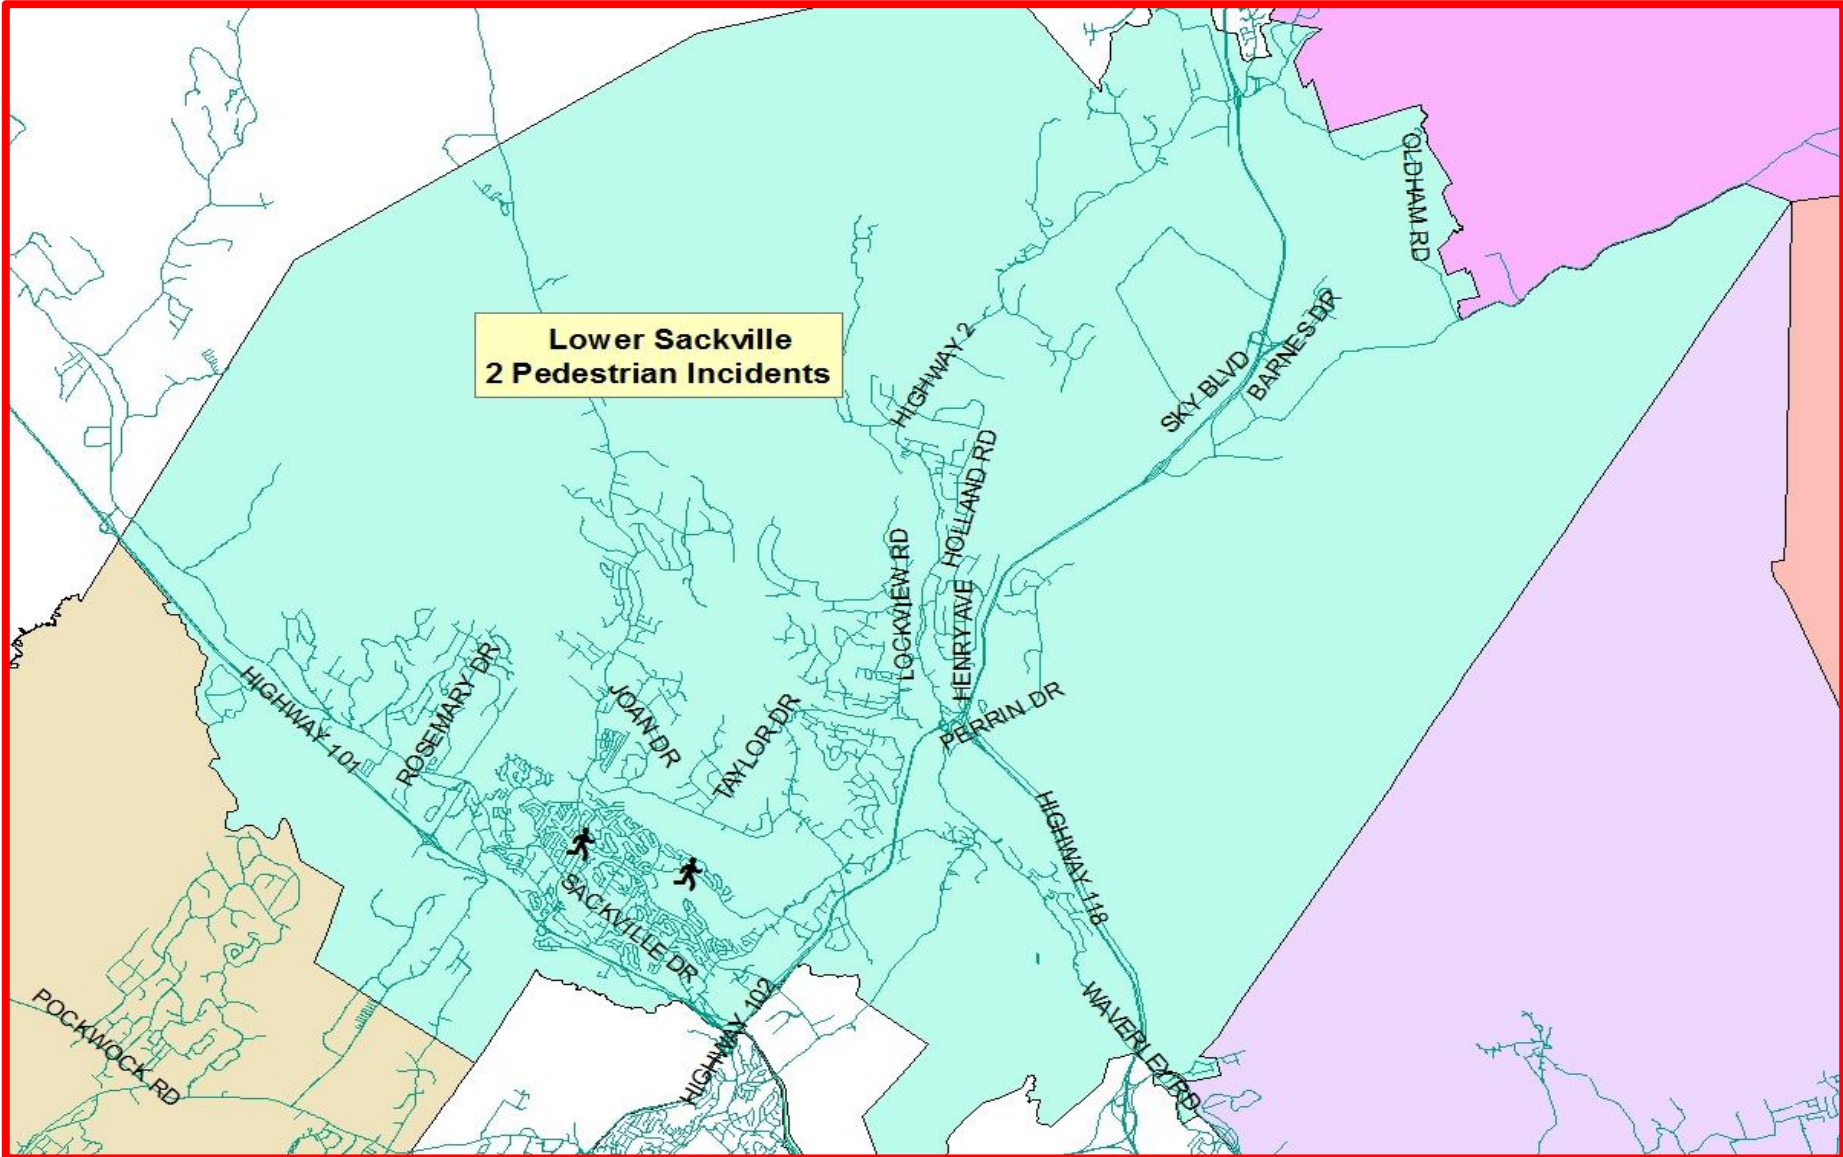 OLDHAM RD
Lower Sackville
2 Pedestrian Incidents
HIGHWAY 2
SKY BLVD
BARNES DR
HOLLAND RD
LOCKVIEW RD
HENRY AVE
HIGHWAY 101
ROSEMARY DR
JOAN DR
TAYLOR DR
PERRIN DR
HIGHWAY 118
SACKVILLE DR
HIGHWAY 102
WAVERLEY RD
POCKWOCK RD